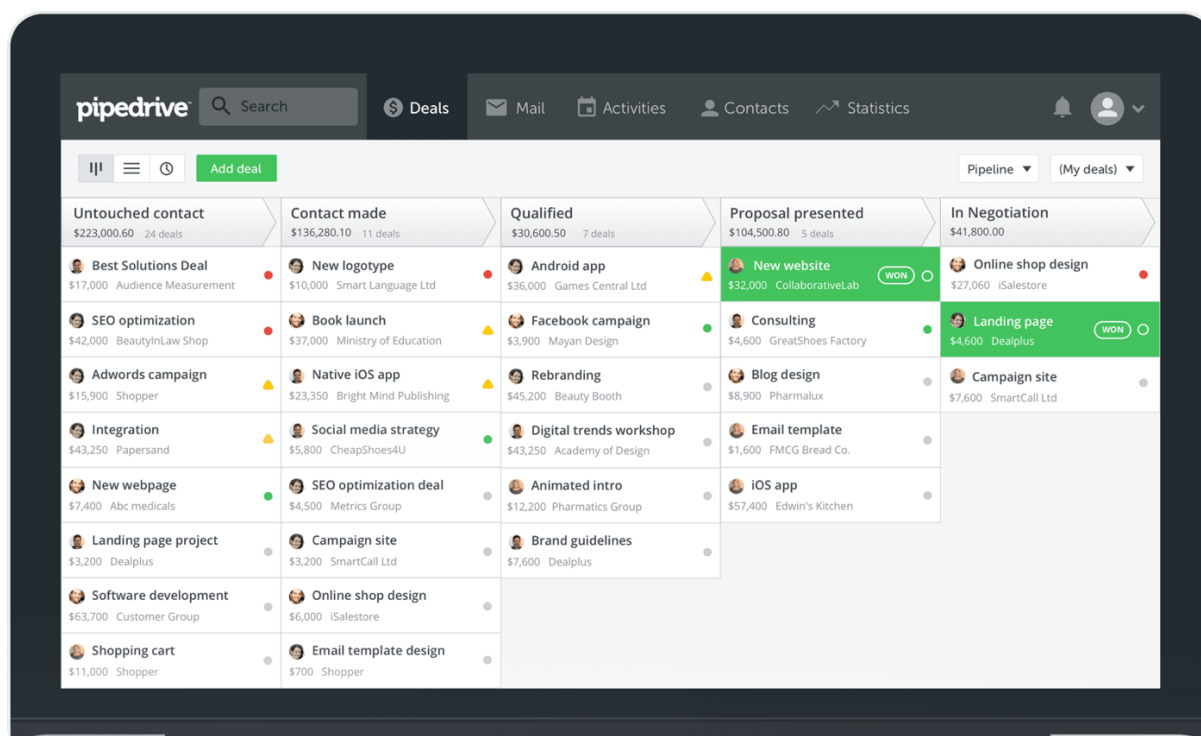 pipedrive
Search
Deals
Mail
Activities
Contacts
Statistics
Add deal
Pipeline
(My deals)
Untouched contact
$223,000.60 24 deals
Best Solutions Deal
$17,000 Audience Measurement
SEO optimization
$42,000 BeautyInLaw Shop
Adwords campaign
$15,900 Shopper
Integration
$43,250 Papersand
New webpage
$7,400 Abc medicals
Landing page project
$3,200 Dealplus
Software development
$63,700 Customer Group
Shopping cart
$11,000 Shopper
Contact made
$136,280.10 11 deals
New logotype
$10,000 Smart Language Ltd
Book launch
$37,000 Ministry of Education
Native iOS app
$23,350 Bright Mind Publishing
Social media strategy
$5,800 CheapShoes4U
SEO optimization deal
$4,500 Metrics Group
Campaign site
$3,200 SmartCall Ltd
Online shop design
$6,000 iSalestore
Email template design
$700 Shopper
Qualified
$30,600.50 7 deals
Android app
$36,000 Games Central Ltd
Facebook campaign
$3,900 Mayan Design
Rebranding
$45,200 Beauty Booth
Digital trends workshop
$43,250 Academy of Design
Animated intro
$12,200 Pharmatics Group
Brand guidelines
$7,600 Dealplus
Proposal presented
$104,500.80 5 deals
New website
$32,000 CollaborativeLab
WON
Consulting
$4,600 GreatShoes Factory
Blog design
$8,900 Pharmalux
Email template
$1,600 FMCG Bread Co.
iOS app
$57,400 Edwin's Kitchen
In Negotiation
$41,800.00
Online shop design
$27,060 iSalestore
Landing page
$4,600 Dealplus
WON
Campaign site
$7,600 SmartCall Ltd